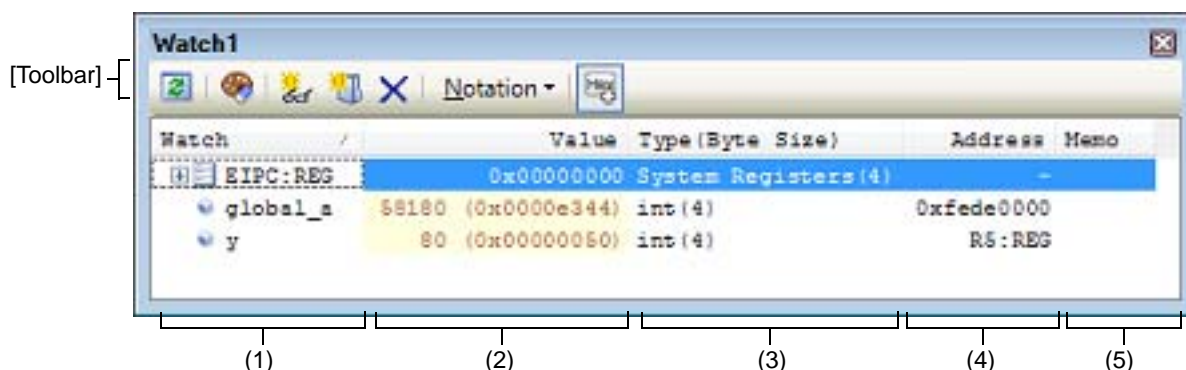 Watch1
[Toolbar]
Notation
Hex
Watch Value Type(Byte Size) Address Memo
EIPC:REG 0x00000000 System Registers(4) -
global_a 58180 (0x0000e344) int(4) 0xfede0000
y 80 (0x00000050) int(4) R5:REG
(1) (2) (3) (4) (5)